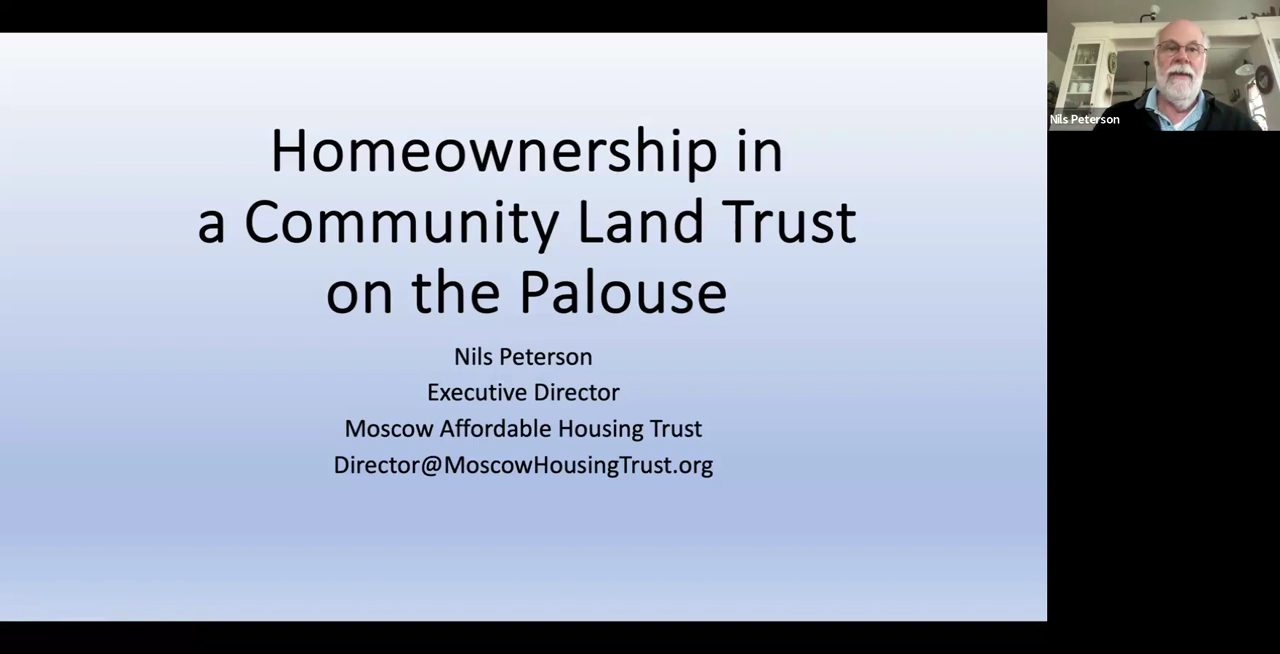 Homeownership in
a Community Land Trust
on the Palouse
Nils Peterson
Executive Director
Moscow Affordable Housing Trust
Director@MoscowHousingTrust.org
Nils Peterson